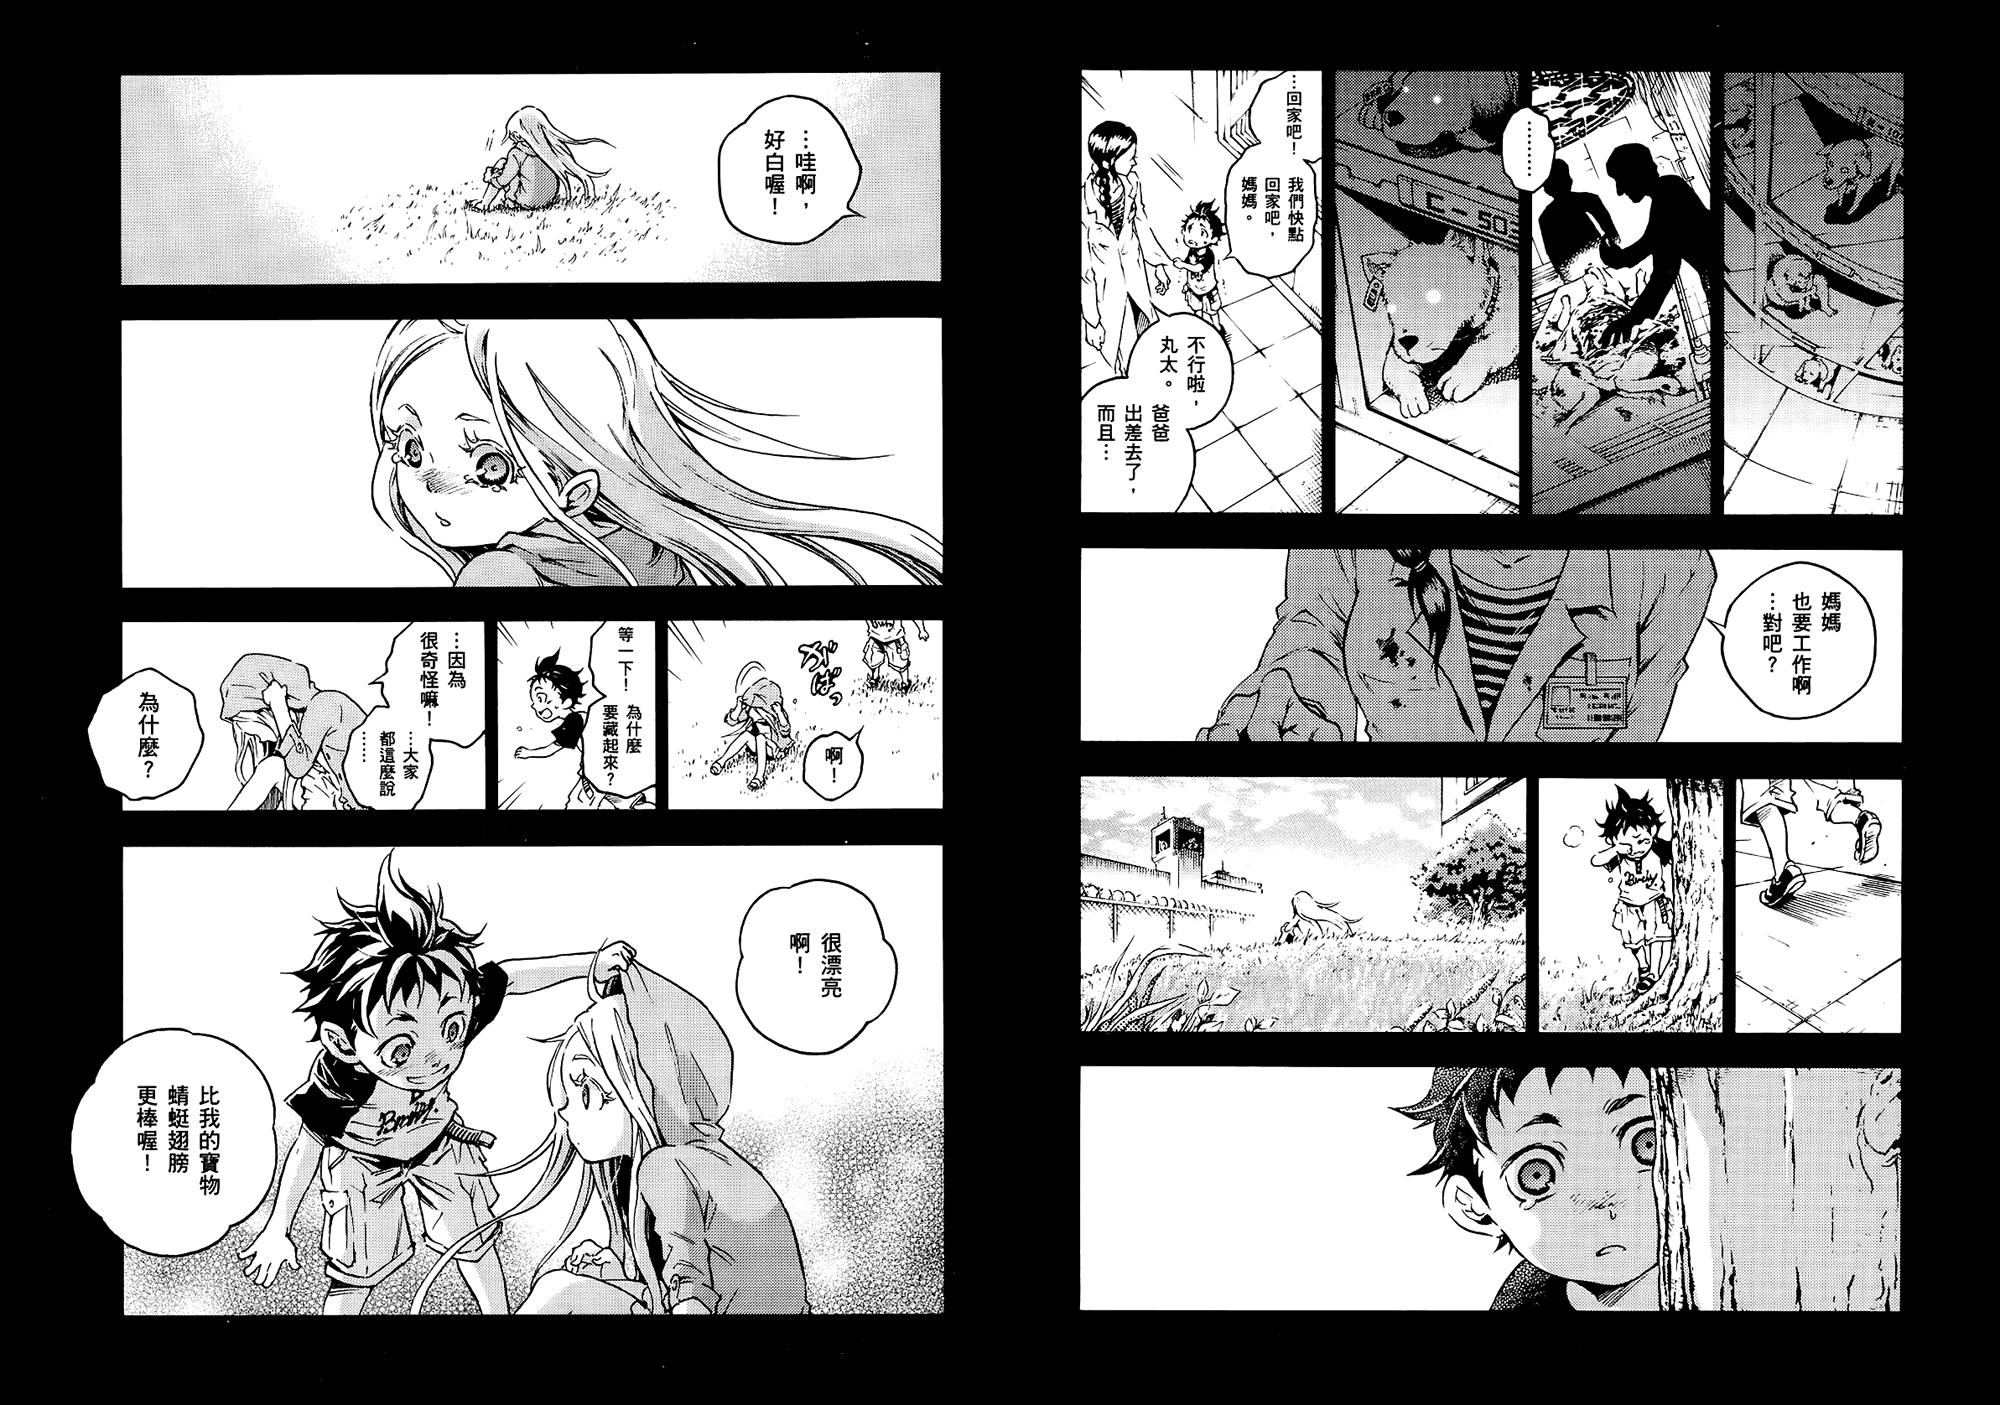 ………
C-503
…回家吧！
我們快點
回家吧，
媽媽。
不行啦，
丸太。
爸爸
出差去了，
而且…
媽媽
也要工作啊
…對吧？
…哇啊，
好白喔！
啊！
がばっ
等一下！
為什麼
要藏起來？
…因為
很奇怪嘛！
…大家
都這麼說
……
為什麼？
很漂亮
啊！
比我的寶物
蜻蜓翅膀
更棒喔！